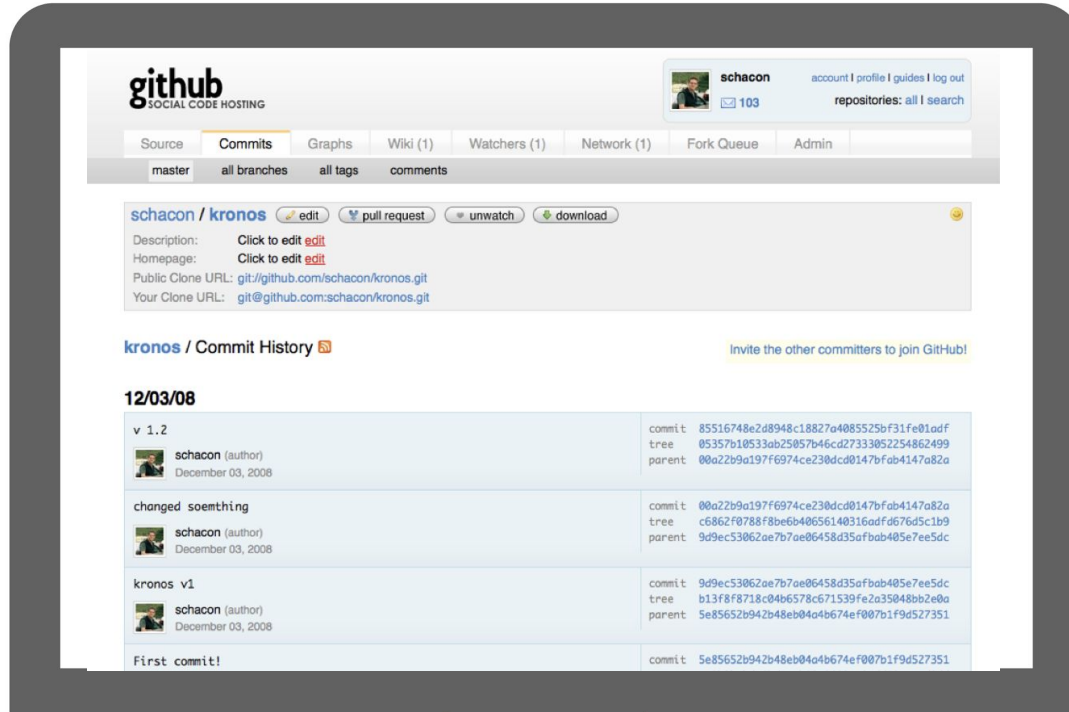 github
SOCIAL CODE HOSTING
schacon
account | profile | guides | log out
103
repositories: all | search
Source Commits Graphs Wiki (1) Watchers (1) Network (1) Fork Queue Admin
master all branches all tags comments
schacon / kronos edit pull request unwatch download
Description: Click to edit edit
Homepage: Click to edit edit
Public Clone URL: git://github.com/schacon/kronos.git
Your Clone URL: git@github.com:schacon/kronos.git
kronos / Commit History
Invite the other committers to join GitHub!
12/03/08
v 1.2
schacon (author)
December 03, 2008
commit 85516748e2d8948c18827a4085525bf31fe01adf
tree 05357b10533ab25057b46cd27333052254862499
parent 00a22b9a197f6974ce230dcd0147bfab4147a82a
changed soemthing
schacon (author)
December 03, 2008
commit 00a22b9a197f6974ce230dcd0147bfab4147a82a
tree c6862f0788f8be6b40656140316adfd676d5c1b9
parent 9d9ec53062ae7b7ae06458d35afbab405e7ee5dc
kronos v1
schacon (author)
December 03, 2008
commit 9d9ec53062ae7b7ae06458d35afbab405e7ee5dc
tree b13f8f8718c04b6578c671539fe2a35048bb2e0a
parent 5e85652b942b48eb04a4b674ef007b1f9d527351
First commit!
commit 5e85652b942b48eb04a4b674ef007b1f9d527351